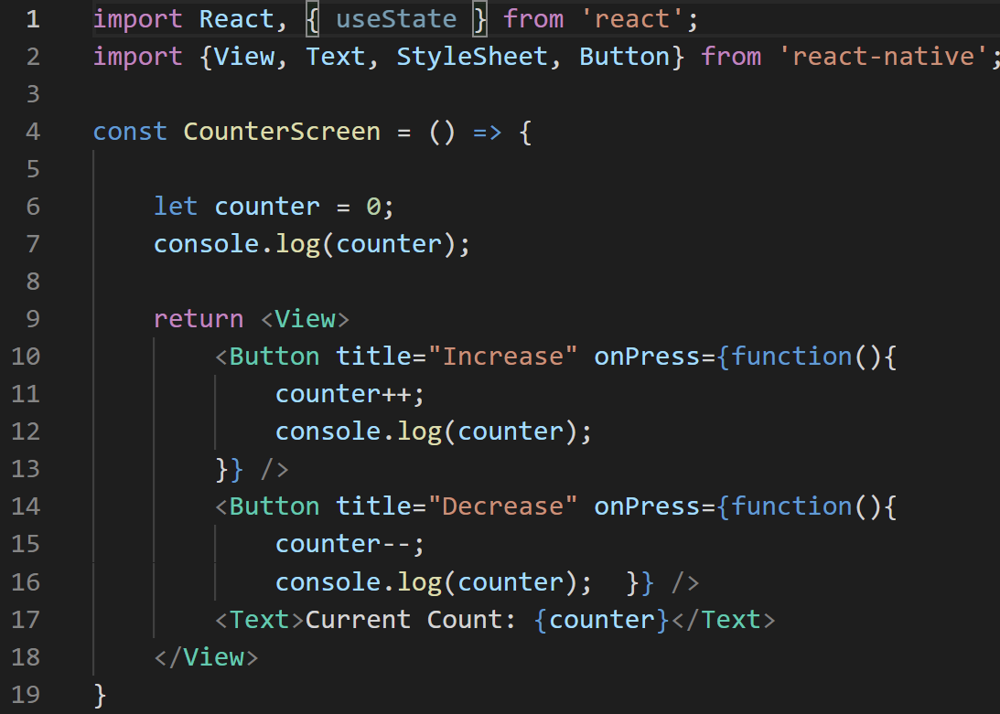 1 import React, { useState } from 'react';
2 import {View, Text, StyleSheet, Button} from 'react-native';
3
4 const CounterScreen = () => {
5
6 let counter = 0;
7 console.log(counter);
8
9 return <View>
10 <Button title="Increase" onPress={function(){
11 counter++;
12 console.log(counter);
13 }} />
14 <Button title="Decrease" onPress={function(){
15 counter--;
16 console.log(counter);  }} />
17 <Text>Current Count: {counter}</Text>
18 </View>
19 }